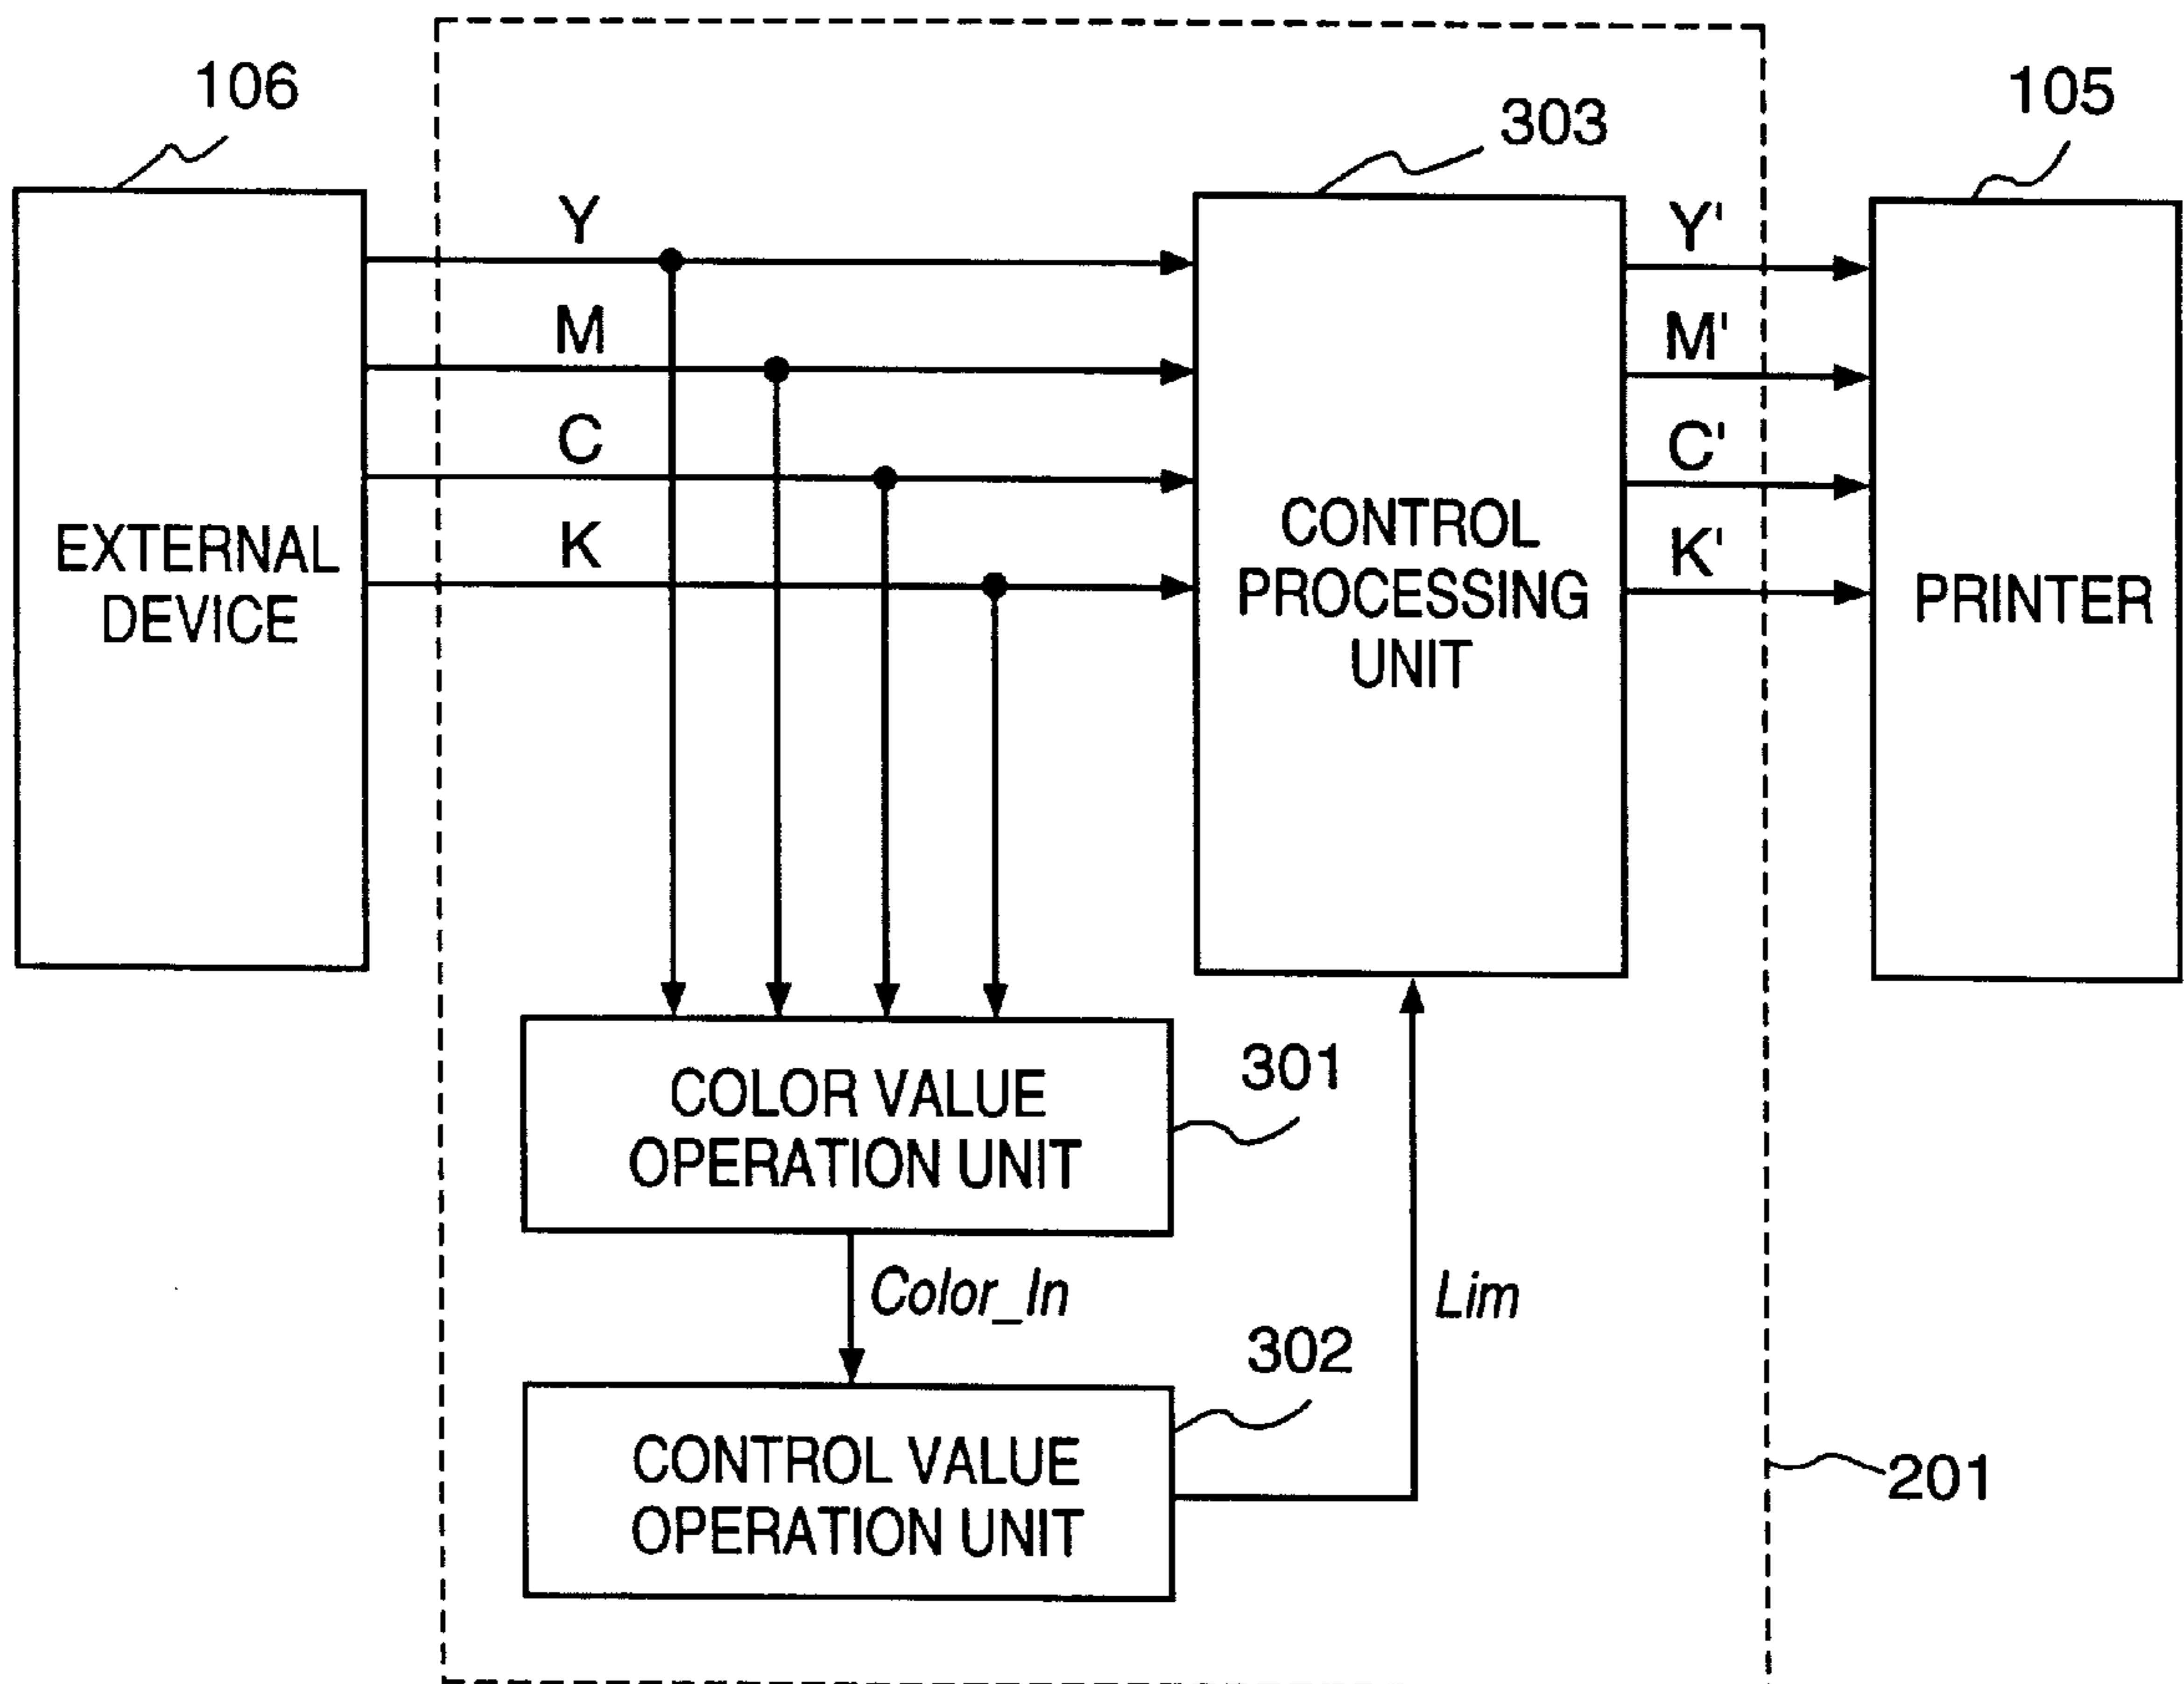 106
303
105
Y
Y'
M
M'
C
C'
K
K'
EXTERNAL
DEVICE
CONTROL
PROCESSING
UNIT
PRINTER
COLOR VALUE
OPERATION UNIT
301
Color_In
Lim
302
CONTROL VALUE
OPERATION UNIT
201